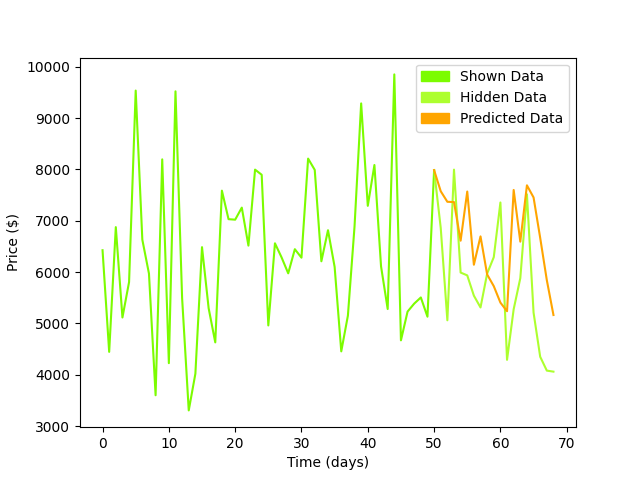 10000
9000
8000
7000
6000
5000
4000
3000
Price ($)
0 10 20 30 40 50 60 70
Time (days)
Shown Data
Hidden Data
Predicted Data